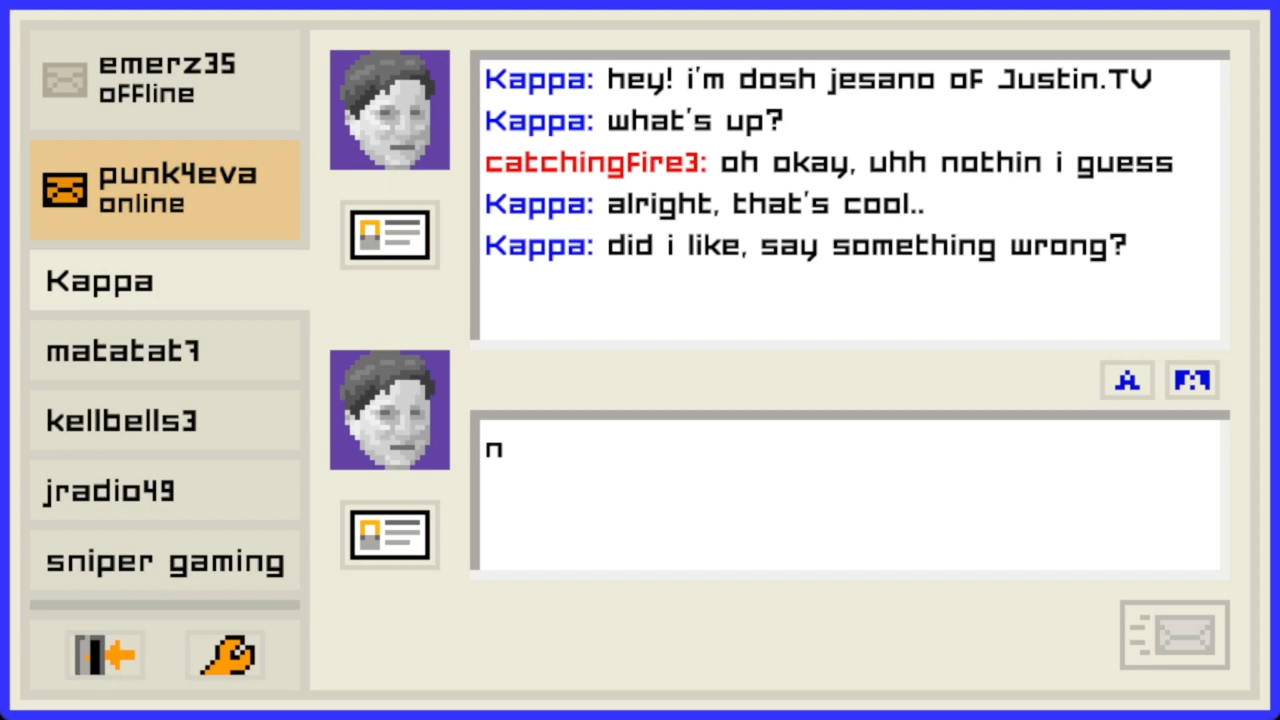 emerz35
offline
punk4eva
online
Kappa
matatat7
kellbells3
jradio49
sniper gaming
Kappa: hey! i'm dosh jesano of Justin.TV
Kappa: what's up?
catchingfire3: oh okay, uhh nothin i guess
Kappa: alright, that's cool..
Kappa: did i like, say something wrong?
A
A
n